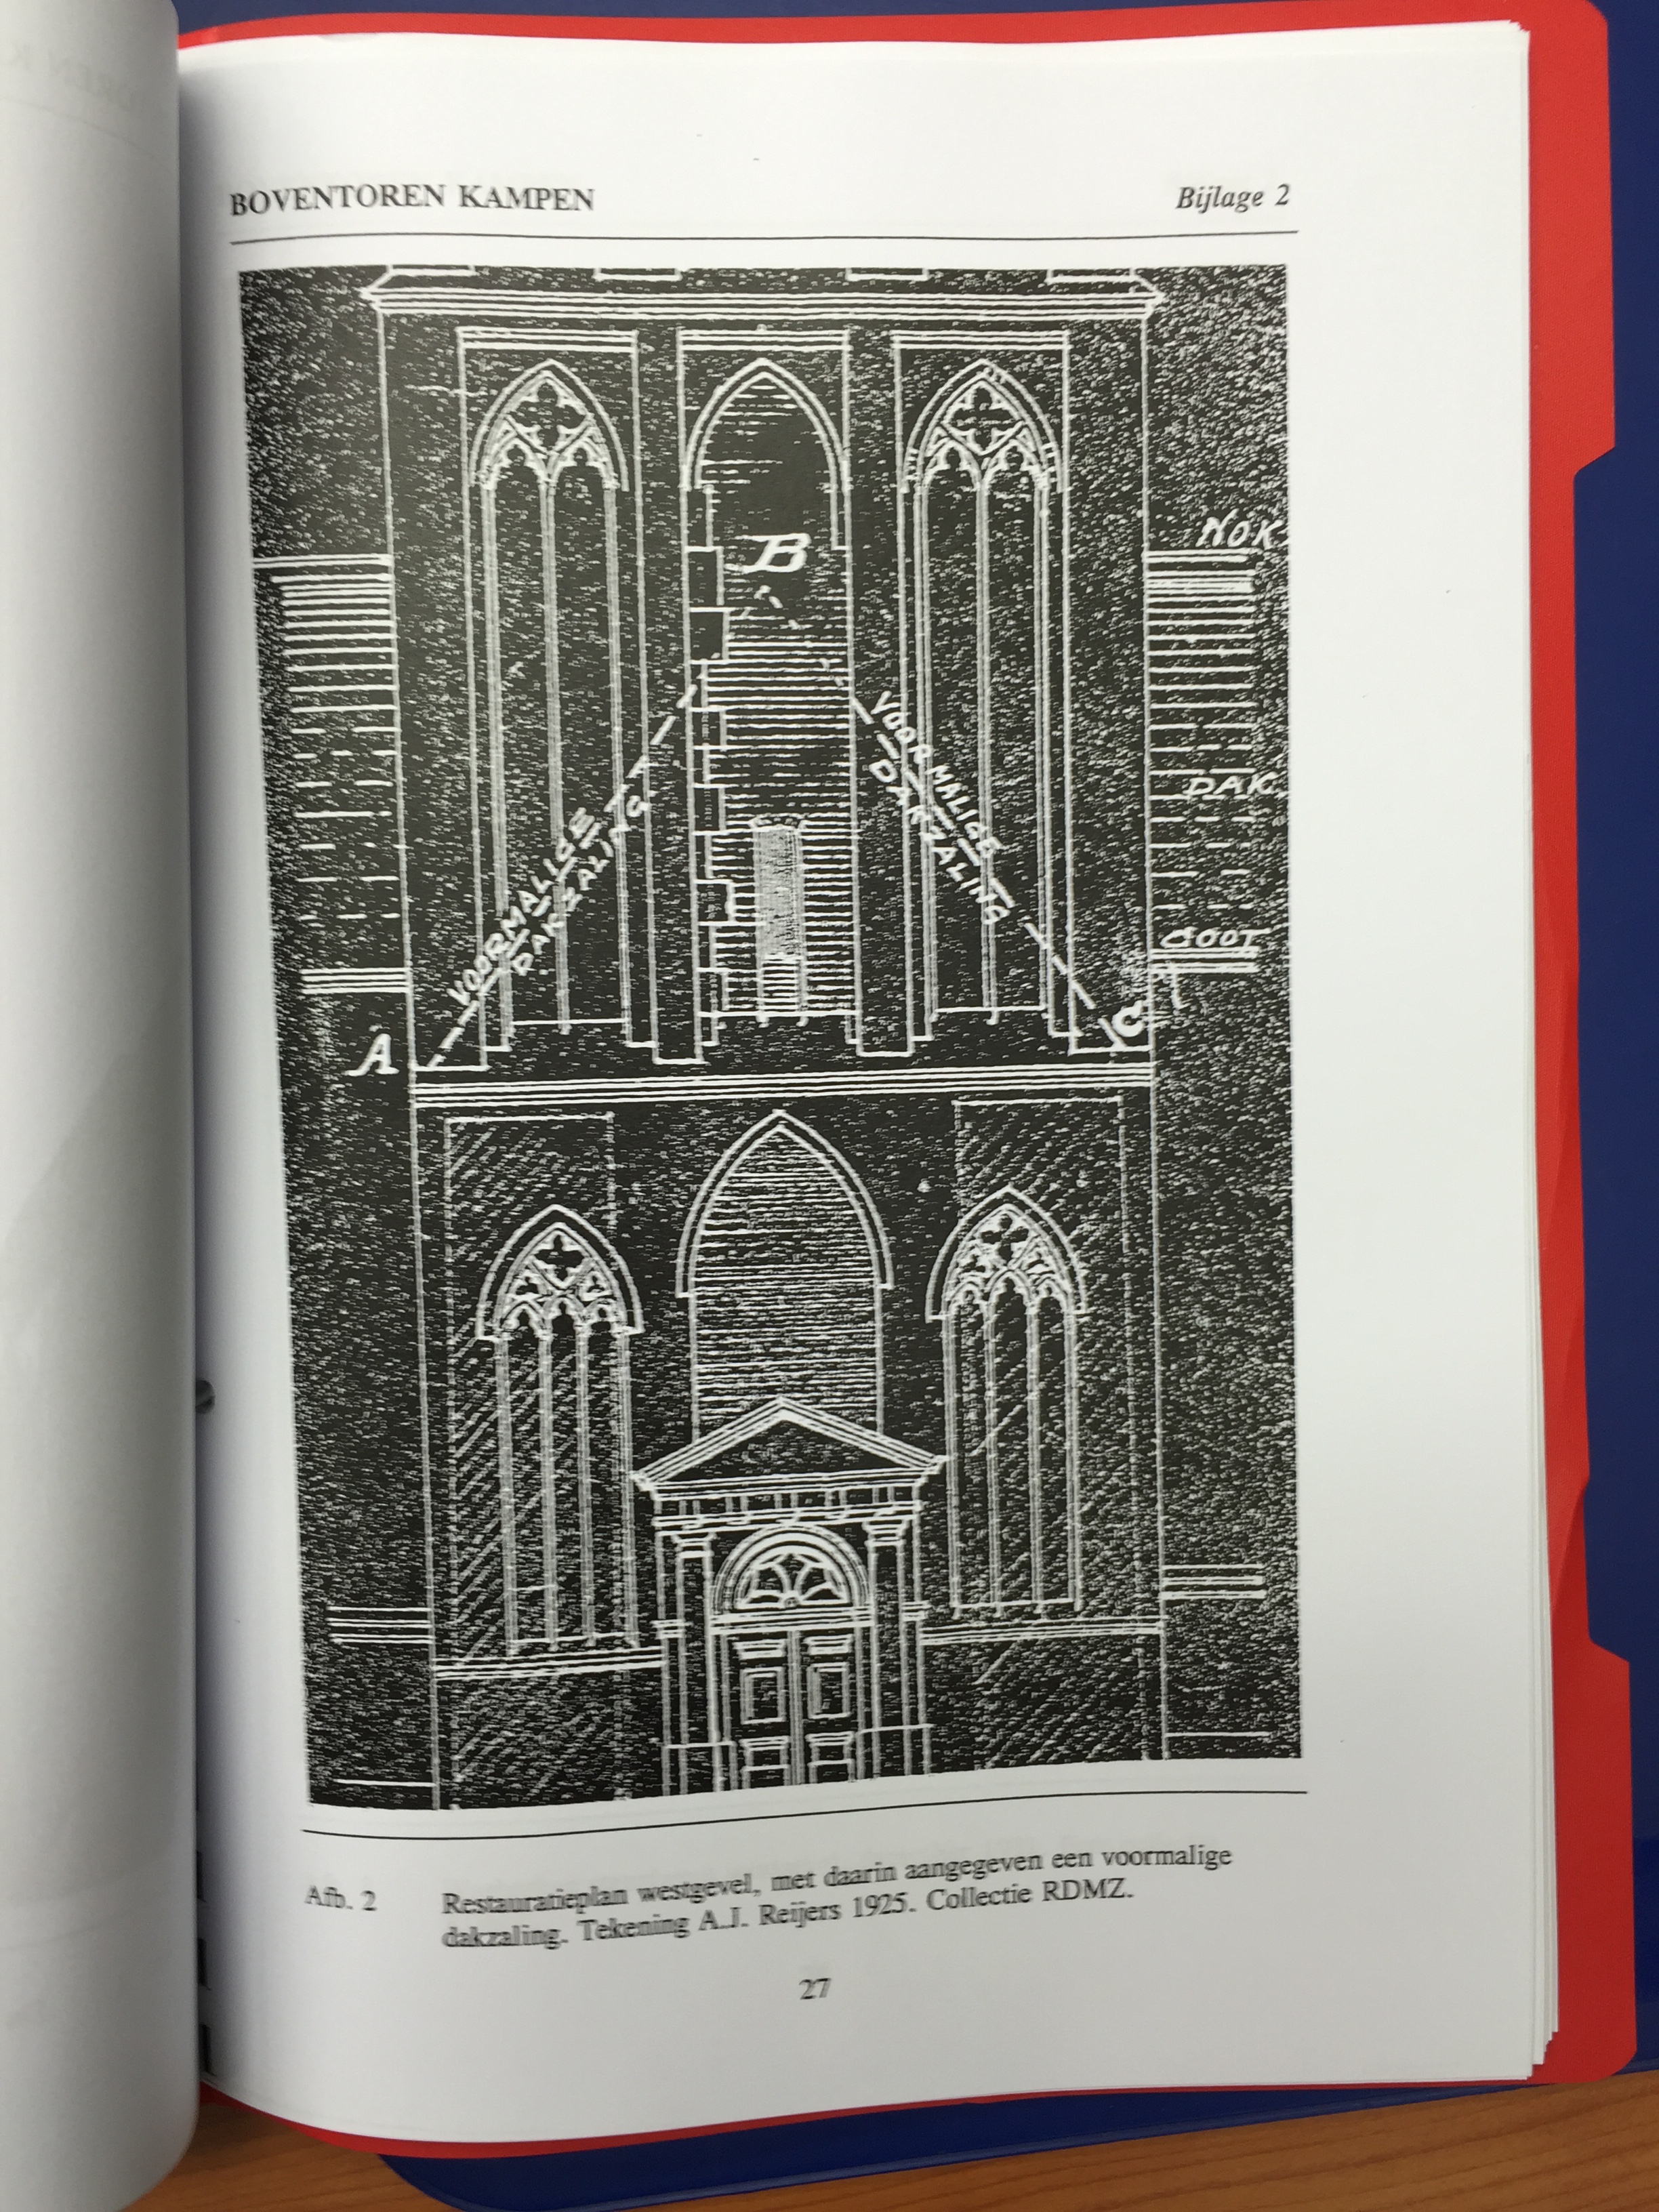 BOVENTOREN KAMPEN
Bijlage 2
NOK
B
VOORMALIGE
DAKZALING
VOORMALIGE
DAKZALING
DAK
GOOT
A
C
Afb. 2
Restauratieplan westgevel, met daarin aangegeven een voormalige
dakzaling. Tekening A.J. Reijers 1925. Collectie RDMZ.
27